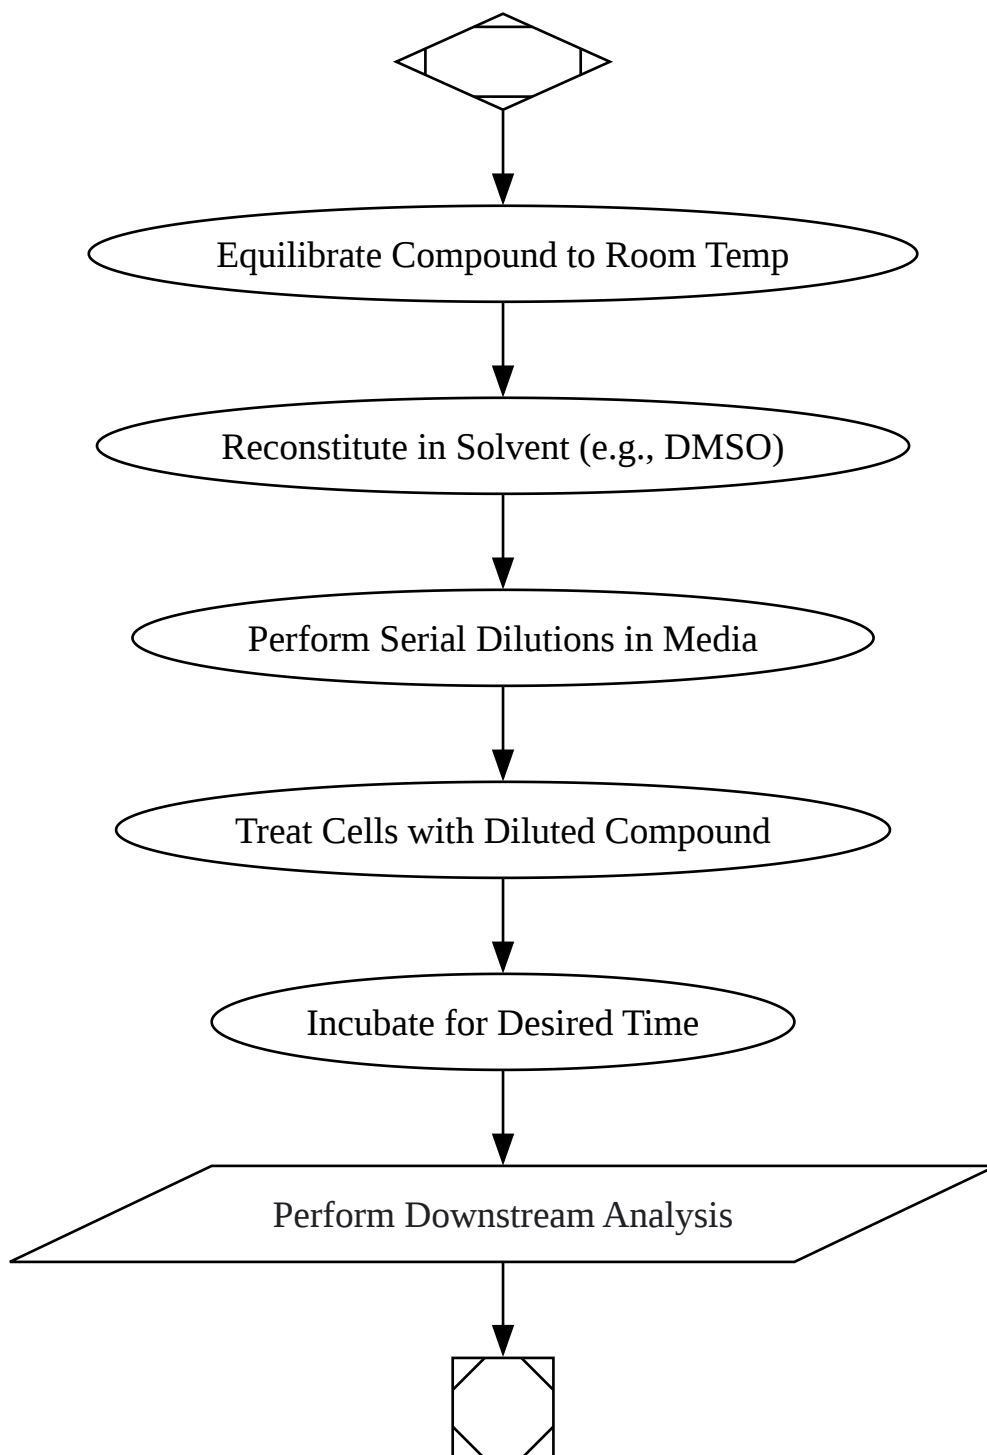 Equilibrate Compound to Room Temp
Reconstitute in Solvent (e.g., DMSO)
Perform Serial Dilutions in Media
Treat Cells with Diluted Compound
Incubate for Desired Time
Perform Downstream Analysis